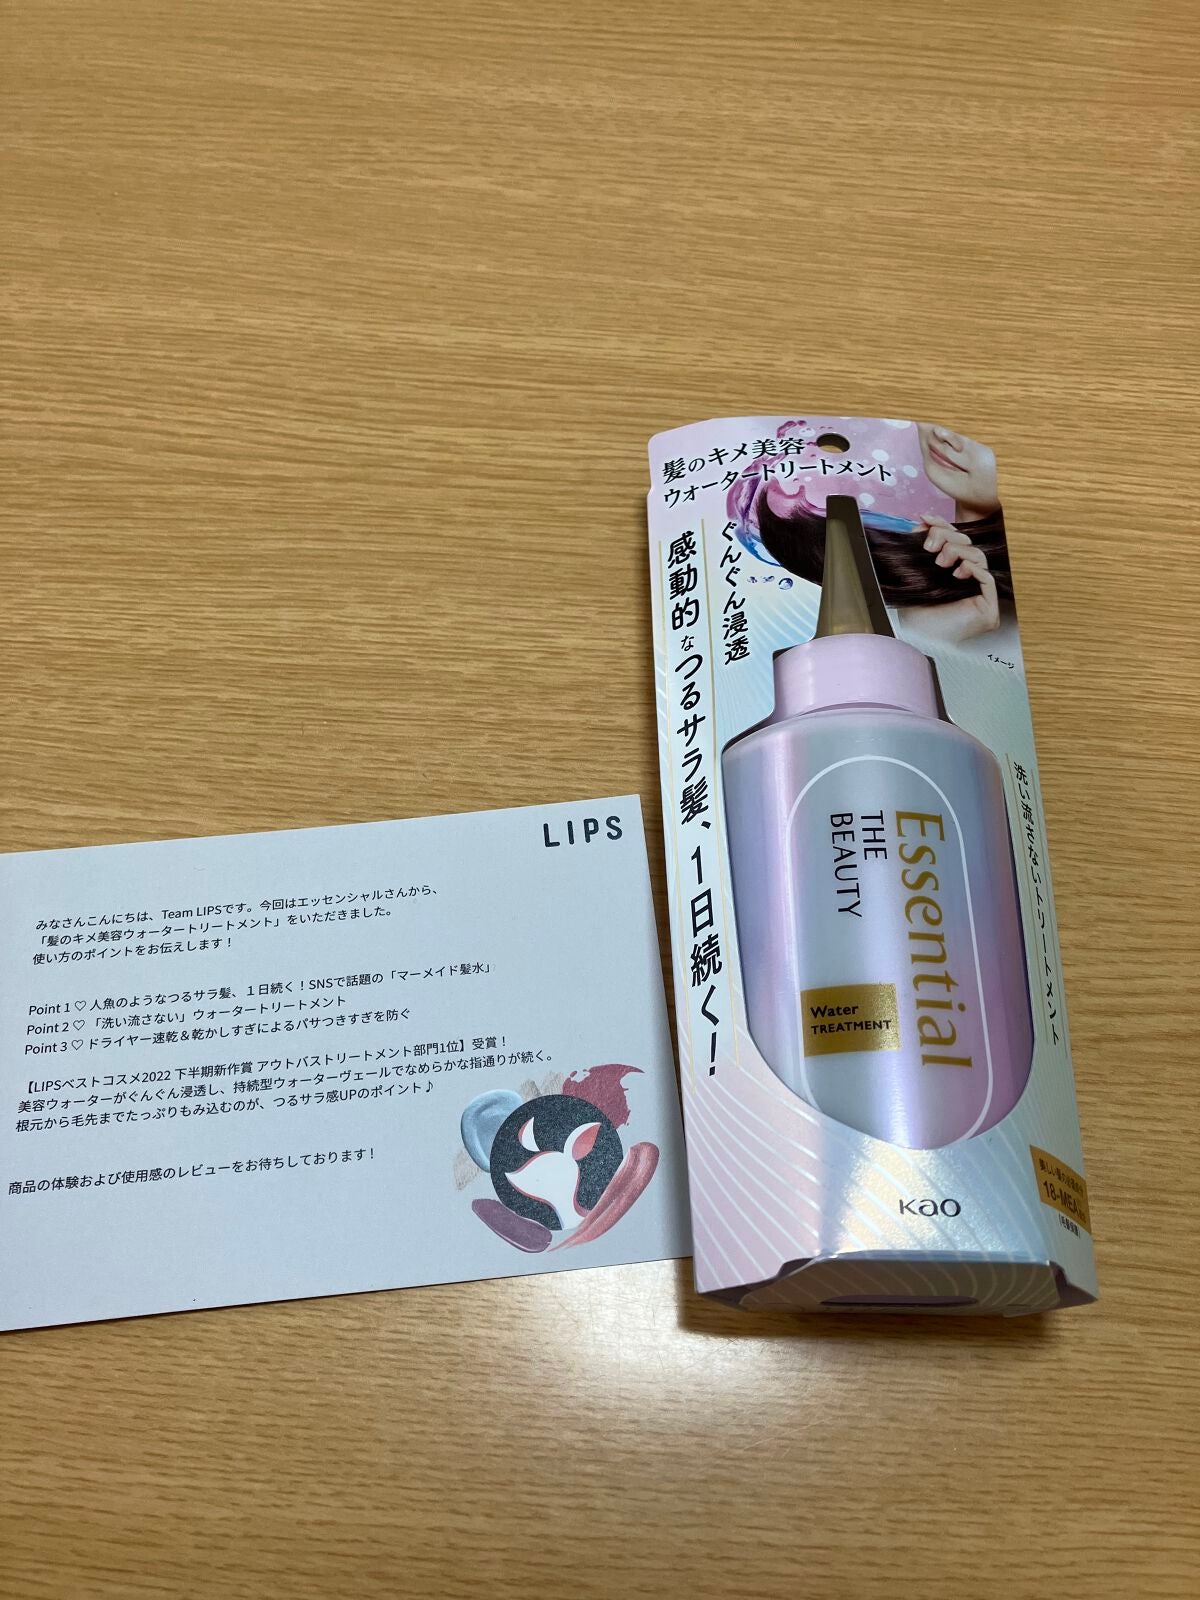 LIPS
みなさんこんにちは、Team LIPSです。今回はエッセンシャルさんから、
「髪のキメ美容ウォータートリートメント」をいただきました。
使い方のポイントをお伝えします！
Point 1 ♡ 人魚のようなつるサラ髪、１日続く！SNSで話題の「マーメイド髪水」
Point 2 ♡ 「洗い流さない」ウォータートリートメント
Point 3 ♡ ドライヤー速乾＆乾かしすぎによるパサつきすぎを防ぐ
【LIPSベストコスメ2022 下半期新作賞 アウトバストリートメント部門1位】受賞！
美容ウォーターがぐんぐん浸透し、持続型ウォーターヴェールでなめらかな指通りが続く。
根元から毛先までたっぷりもみ込むのが、つるサラ感UPのポイント♪
商品の体験および使用感のレビューをお待ちしております！
髪のキメ美容
ウォータートリートメント
ぐんぐん浸透
感動的なつるサラ髪、1日続く！
イメージ
洗い流さないトリートメント
Essential
THE
BEAUTY
Water
TREATMENT
Kao
18-MEA